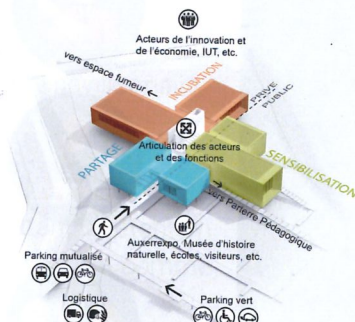 Acteurs de l'innovation et
de l'économie, IUT, etc.
vers espace fumeur
INCUBATION
PRIVE
PUBLIC
Articulation des acteurs
et des fonctions
PARTAGE
SENSIBILISATION
vers Parterre Pédagogique
Auxerrexpo, Musée d'histoire
naturelle, écoles, visiteurs, etc.
Parking mutualisé
Logistique
Parking vert